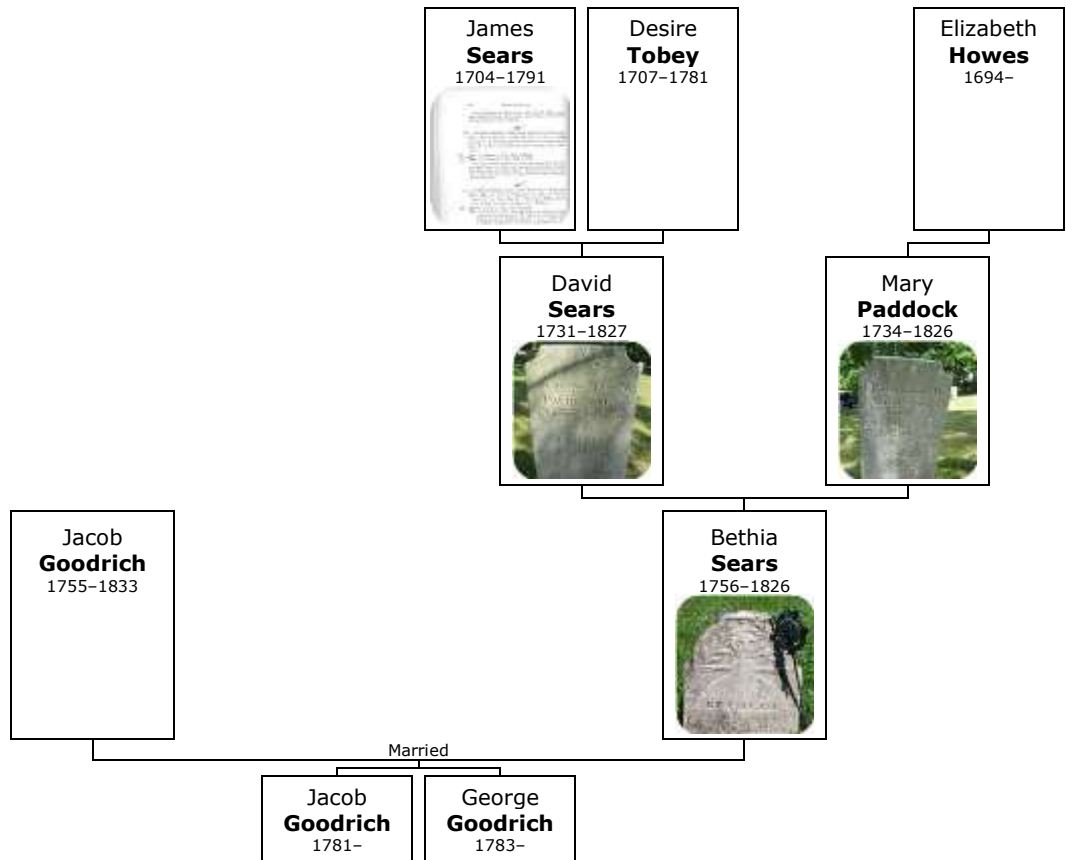 James
Sears
1704–1791
Desire
Tobey
1707–1781
Elizabeth
Howes
1694–
David
Sears
1731–1827
Mary
Paddock
1734–1826
Jacob
Goodrich
1755–1833
Bethia
Sears
1756–1826
Married
Jacob
Goodrich
1781–
George
Goodrich
1783–